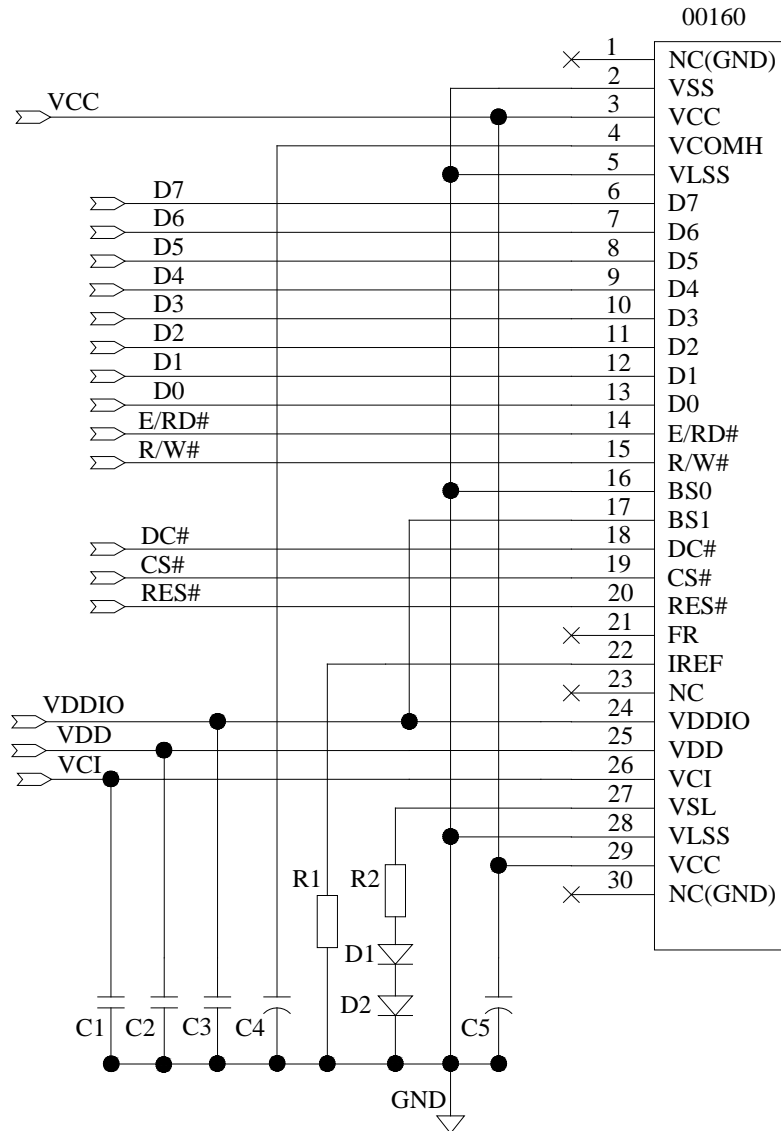 00160
1 NC(GND)
2 VSS
VCC 3 VCC
4 VCOMH
5 VLSS
D7 6 D7
D6 7 D6
D5 8 D5
D4 9 D4
D3 10 D3
D2 11 D2
D1 12 D1
D0 13 D0
E/RD# 14 E/RD#
R/W# 15 R/W#
16 BS0
17 BS1
DC# 18 DC#
CS# 19 CS#
RES# 20 RES#
21 FR
22 IREF
23 NC
VDDIO 24 VDDIO
VDD 25 VDD
VCI 26 VCI
27 VSL
28 VLSS
29 VCC
R1 R2 30 NC(GND)
D1
D2
C1 C2 C3 C4 C5
GND